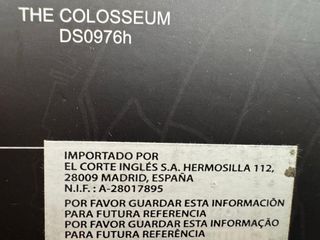 THE COLOSSEUM
DS0976h
IMPORTADO POR
EL CORTE INGLÉS S.A. HERMOSILLA 112,
28009 MADRID, ESPAÑA
N.I.F. : A-28017895
POR FAVOR GUARDAR ESTA INFORMACIÓN
PARA FUTURA REFERENCIA
POR FAVOR GUARDAR ESTA INFORMAÇÃO
PARA FUTURA REFERÊNCIA